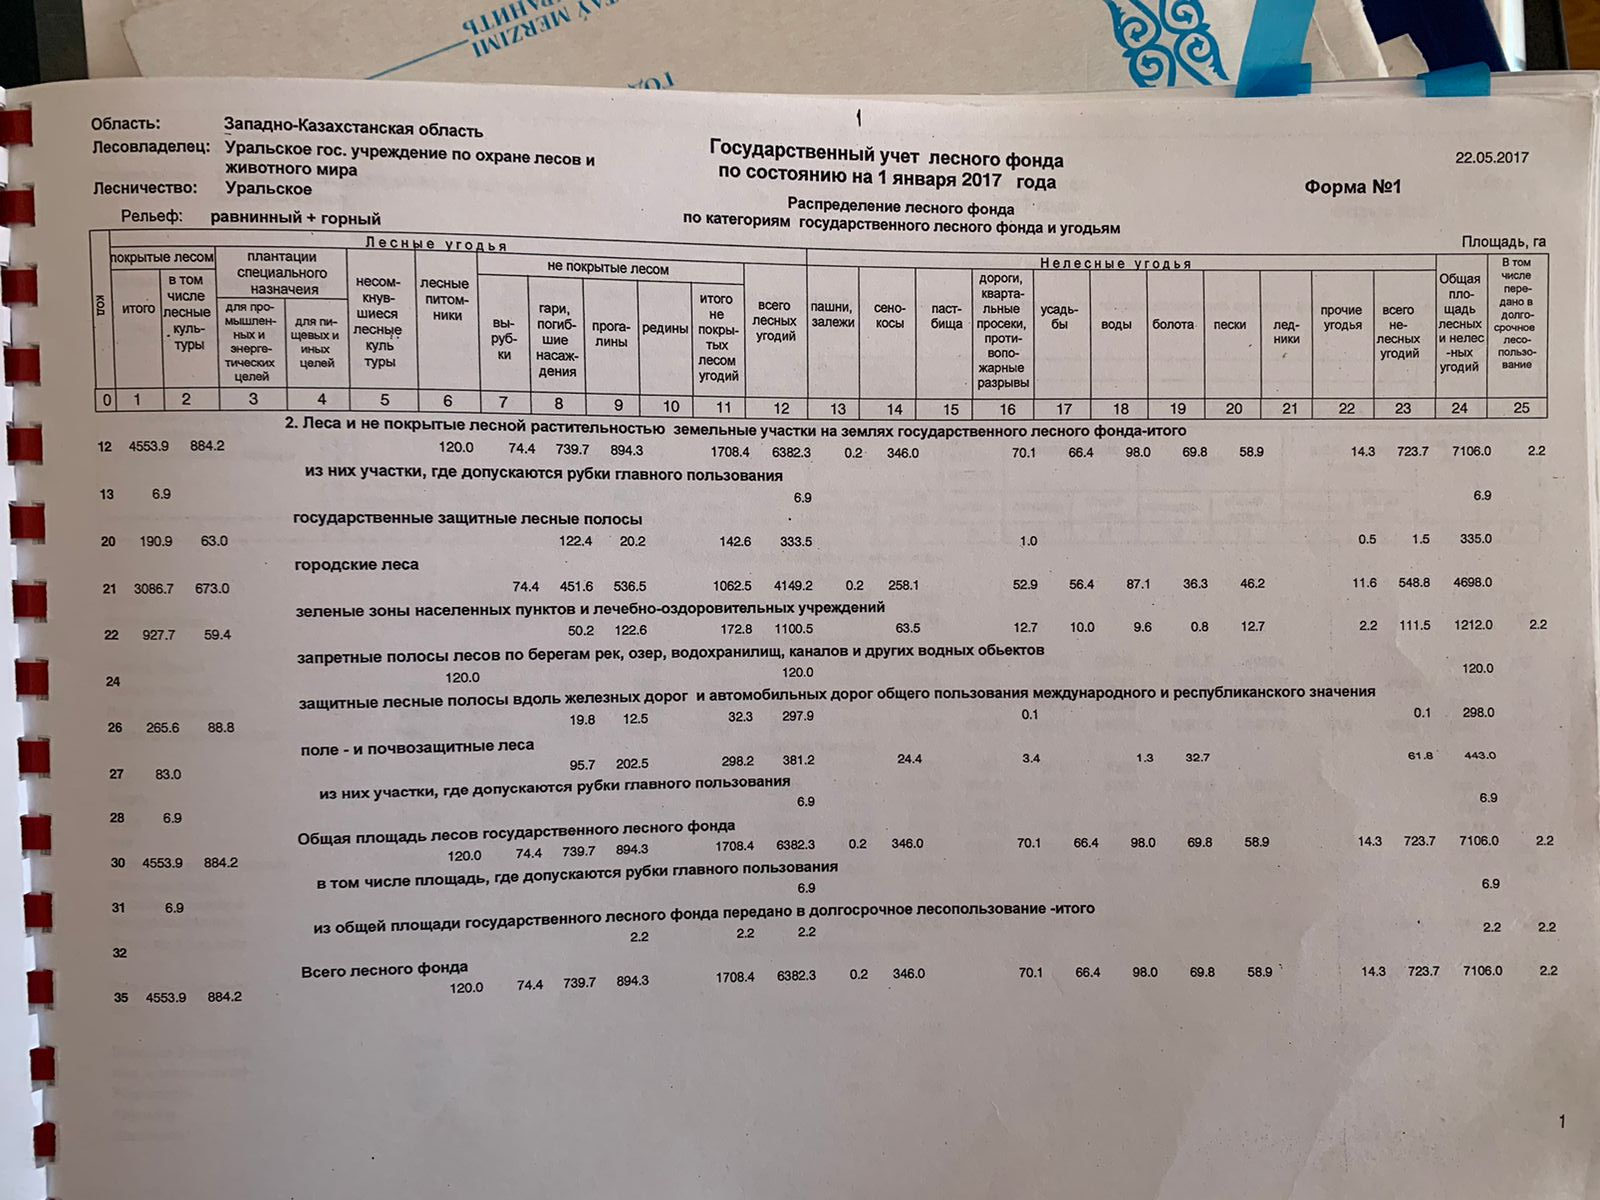 TAÝ MERZIMI
РАНИТЬ
ГОД
1
Область: Западно-Казахстанская область
Лесовладелец: Уральское гос. учреждение по охране лесов и
животного мира
Лесничество: Уральское
Рельеф: равнинный + горный
Государственный учет лесного фонда
по состоянию на 1 января 2017 года
22.05.2017
Форма №1
Распределение лесного фонда
по категориям государственного лесного фонда и угодьям
Площадь, га
Лесные угодья
Нелесные угодья
код
покрытые лесом
итого
в том
числе
лесные
куль-
туры
плантации
специального
назначеия
для про-
мышлен-
ных и
энерге-
тических
целей
для пи-
щевых и
иных
целей
несом-
кнув-
шиеся
лесные
куль
туры
лесные
питом-
ники
не покрытые лесом
вы-
руб-
ки
гари,
погиб-
шие
насаж-
дения
прога-
лины
редины
итого
не
покры-
тых
лесом
угодий
всего
лесных
угодий
пашни,
залежи
сено-
косы
паст-
бища
дороги,
кварта-
льные
просеки,
проти-
вопо-
жарные
разрывы
усадь-
бы
воды
болота
пески
лед-
ники
прочие
угодья
всего
не-
лесных
угодий
Общая
пло-
щадь
лесных
и нелес
-ных
угодий
В том
числе
пере-
дано в
долго-
срочное
лесо-
пользо-
вание
0 1 2 3 4 5 6 7 8 9 10 11 12 13 14 15 16 17 18 19 20 21 22 23 24 25
2. Леса и не покрытые лесной растительностью земельные участки на землях государственного лесного фонда-итого
12 4553.9 884.2 120.0 74.4 739.7 894.3 1708.4 6382.3 0.2 346.0 70.1 66.4 98.0 69.8 58.9 14.3 723.7 7106.0 2.2
из них участки, где допускаются рубки главного пользования
13 6.9 6.9 6.9
государственные защитные лесные полосы
20 190.9 63.0 122.4 20.2 142.6 333.5 1.0 0.5 1.5 335.0
городские леса
21 3086.7 673.0 74.4 451.6 536.5 1062.5 4149.2 0.2 258.1 52.9 56.4 87.1 36.3 46.2 11.6 548.8 4698.0
зеленые зоны населенных пунктов и лечебно-оздоровительных учреждений
22 927.7 59.4 50.2 122.6 172.8 1100.5 63.5 12.7 10.0 9.6 0.8 12.7 2.2 111.5 1212.0 2.2
запретные полосы лесов по берегам рек, озер, водохранилищ, каналов и других водных обьектов
24 120.0 120.0 120.0
защитные лесные полосы вдоль железных дорог и автомобильных дорог общего пользования международного и республиканского значения
26 265.6 88.8 19.8 12.5 32.3 297.9 0.1 0.1 298.0
поле - и почвозащитные леса
27 83.0 95.7 202.5 298.2 381.2 24.4 3.4 1.3 32.7 61.8 443.0
из них участки, где допускаются рубки главного пользования
28 6.9 6.9 6.9
Общая площадь лесов государственного лесного фонда
30 4553.9 884.2 120.0 74.4 739.7 894.3 1708.4 6382.3 0.2 346.0 70.1 66.4 98.0 69.8 58.9 14.3 723.7 7106.0 2.2
в том числе площадь, где допускаются рубки главного пользования
31 6.9 6.9 6.9
из общей площади государственного лесного фонда передано в долгосрочное лесопользование -итого
32 2.2 2.2 2.2 2.2 2.2
Всего лесного фонда
35 4553.9 884.2 120.0 74.4 739.7 894.3 1708.4 6382.3 0.2 346.0 70.1 66.4 98.0 69.8 58.9 14.3 723.7 7106.0 2.2
1